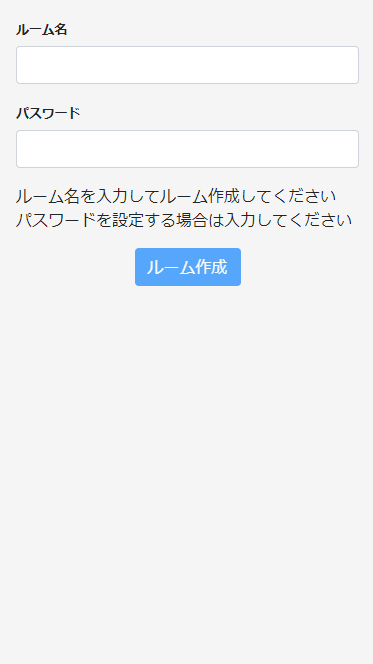 ルーム名
パスワード
ルーム名を入力してルーム作成してください
パスワードを設定する場合は入力してください
ルーム作成